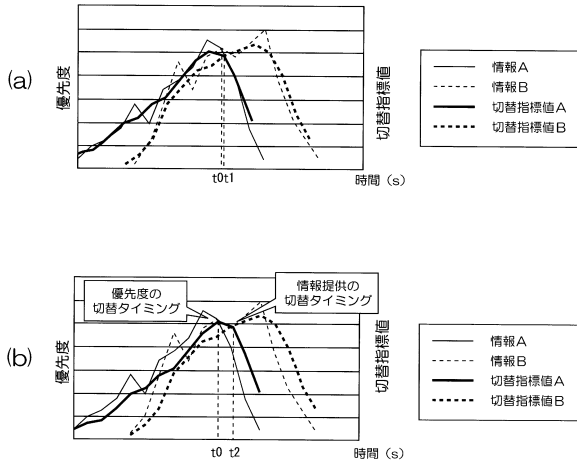 (a)
優先度
切替指標値
t0t1
時間（s）
情報A
情報B
切替指標値A
切替指標値B
(b)
優先度の
切替タイミング
情報提供の
切替タイミング
優先度
切替指標値
t0 t2
時間（s）
情報A
情報B
切替指標値A
切替指標値B